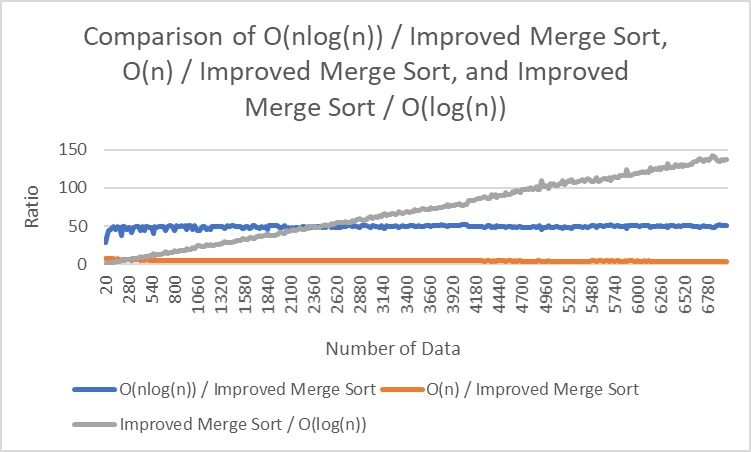 Comparison of O(nlog(n)) / Improved Merge Sort,
O(n) / Improved Merge Sort, and Improved
Merge Sort / O(log(n))
150
100
50
0
Ratio
20 280 540 800 1060 1320 1580 1840 2100 2360 2620 2880 3140 3400 3660 3920 4180 4440 4700 4960 5220 5480 5740 6000 6260 6520 6780
Number of Data
O(nlog(n)) / Improved Merge Sort O(n) / Improved Merge Sort
Improved Merge Sort / O(log(n))